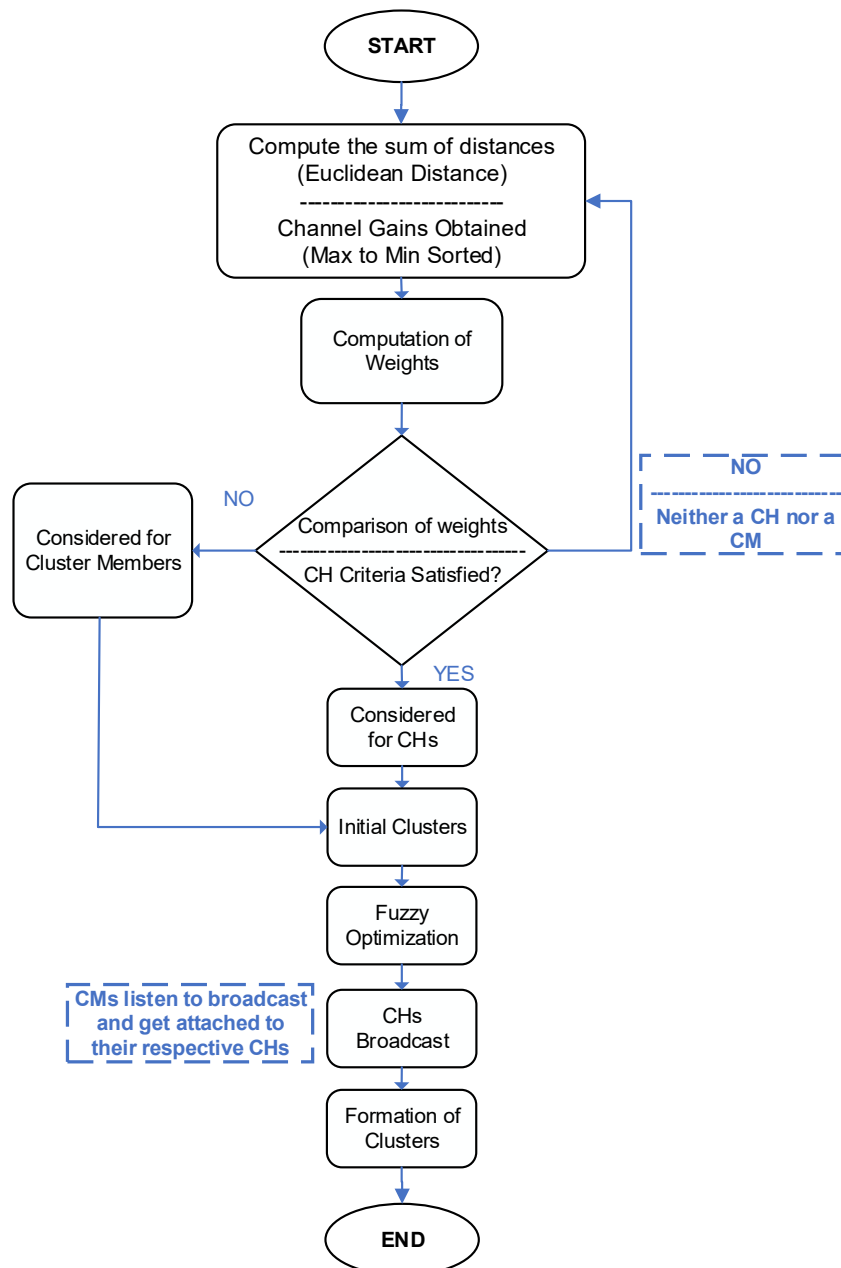 START
Compute the sum of distances
(Euclidean Distance)
Channel Gains Obtained
(Max to Min Sorted)
Computation of
Weights
NO
Considered for
Cluster Members
Comparison of weights
CH Criteria Satisfied?
NO
Neither a CH nor a
CM
YES
Considered
for CHs
Initial Clusters
Fuzzy
Optimization
CMs listen to broadcast
and get attached to
their respective CHs
CHs
Broadcast
Formation of
Clusters
END